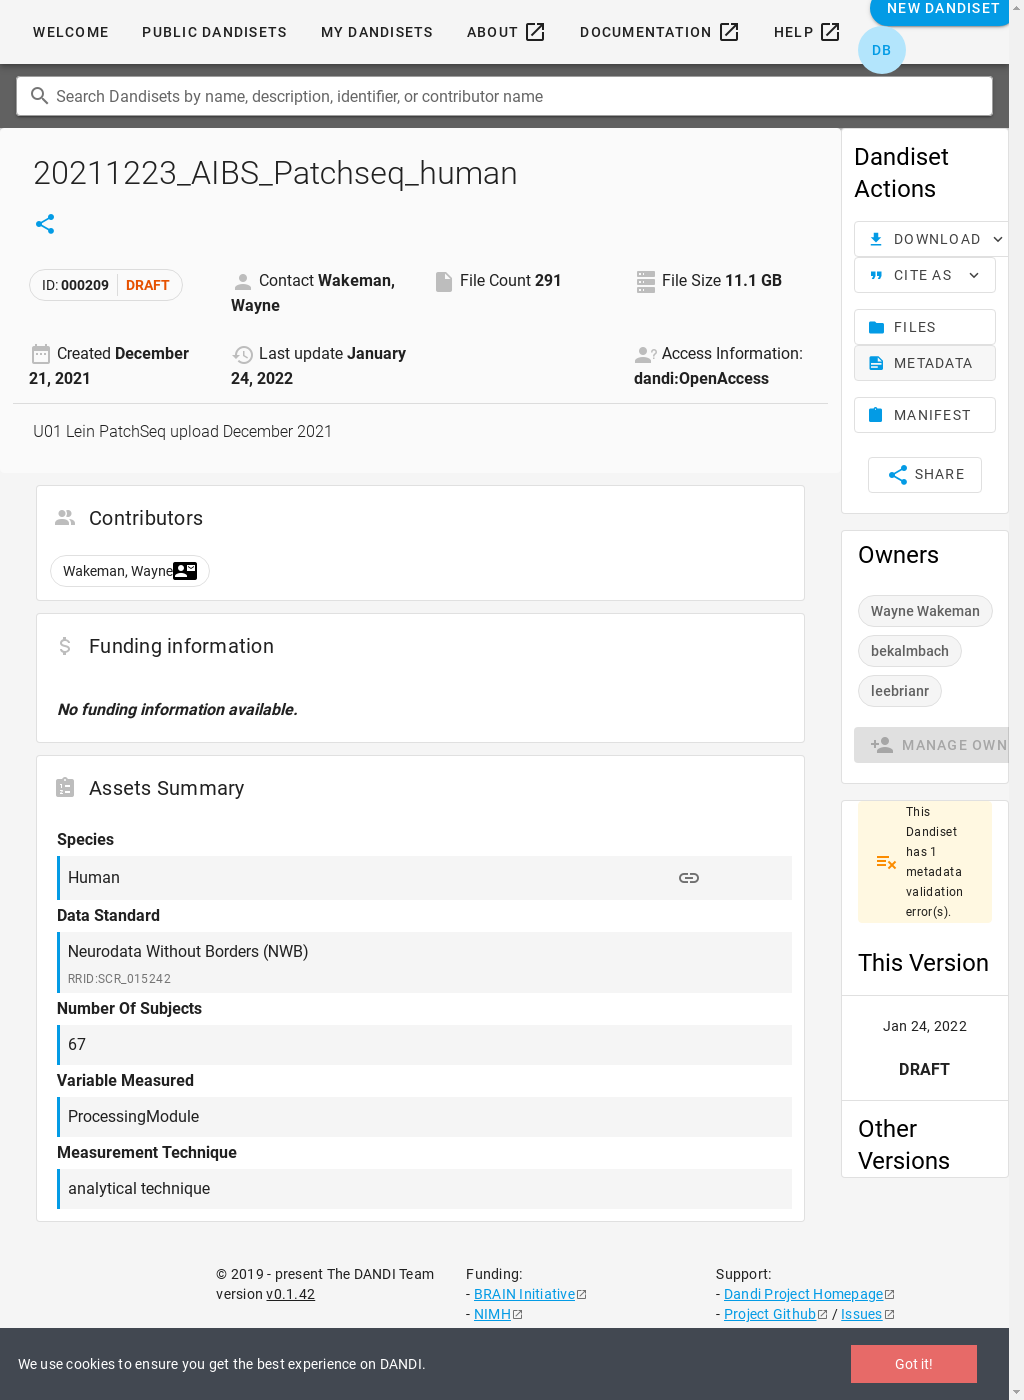 WELCOME PUBLIC DANDISETS MY DANDISETS ABOUT DOCUMENTATION HELP NEW DANDISET
DB
Search Dandisets by name, description, identifier, or contributor name
20211223_AIBS_Patchseq_human
ID: 000209 DRAFT
Contact Wakeman,
Wayne
File Count 291
File Size 11.1 GB
Created December
21, 2021
Last update January
24, 2022
Access Information:
dandi:OpenAccess
U01 Lein PatchSeq upload December 2021
Contributors
Wakeman, Wayne
Funding information
No funding information available.
Assets Summary
Species
Human
Data Standard
Neurodata Without Borders (NWB)
RRID:SCR_015242
Number Of Subjects
67
Variable Measured
ProcessingModule
Measurement Technique
analytical technique
Dandiset
Actions
DOWNLOAD
CITE AS
FILES
METADATA
MANIFEST
SHARE
Owners
Wayne Wakeman
bekalmbach
leebrianr
MANAGE OWN
This
Dandiset
has 1
metadata
validation
error(s).
This Version
Jan 24, 2022
DRAFT
Other
Versions
© 2019 - present The DANDI Team
version v0.1.42
Funding:
- BRAIN Initiative
- NIMH
Support:
- Dandi Project Homepage
- Project Github / Issues
We use cookies to ensure you get the best experience on DANDI.
Got it!